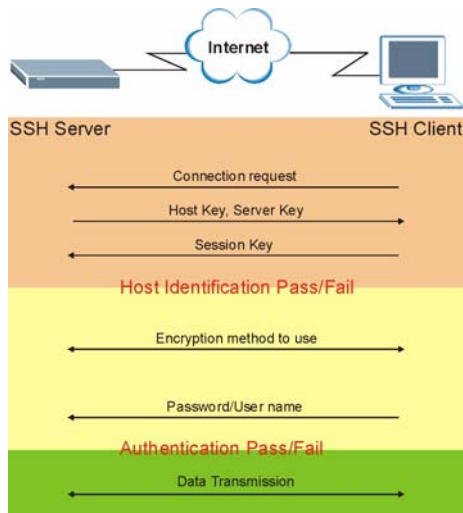 Internet
SSH Server
SSH Client
Connection request
Host Key, Server Key
Session Key
Host Identification Pass/Fail
Encryption method to use
Password/User name
Authentication Pass/Fail
Data Transmission